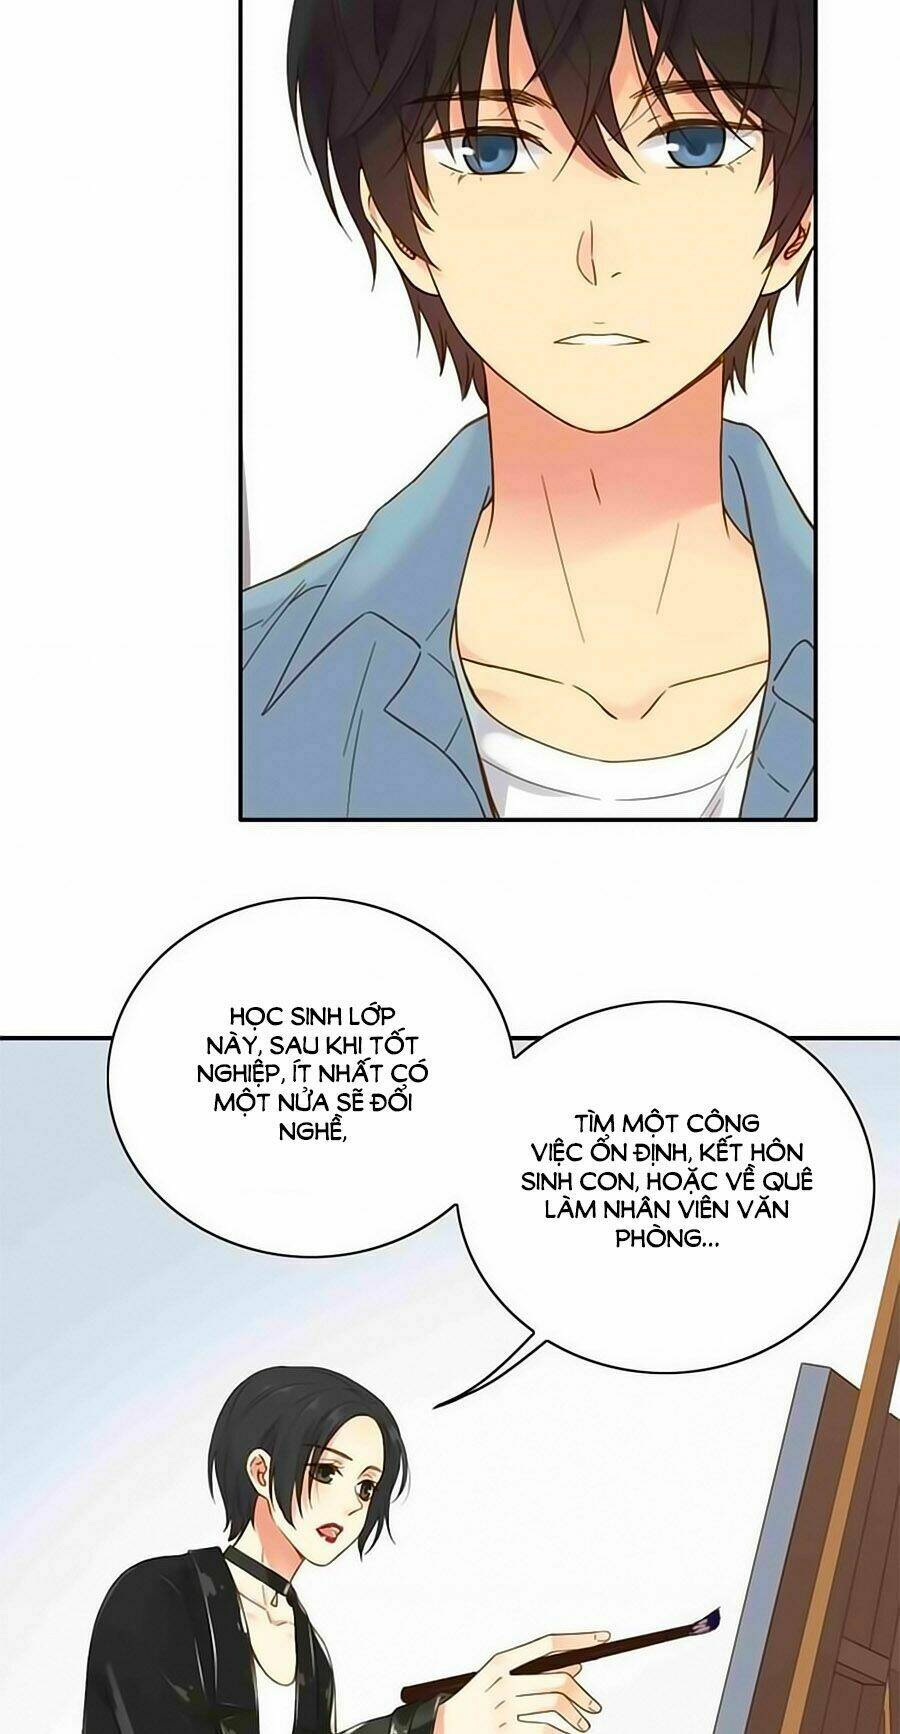 HỌC SINH LỚP
NÀY, SAU KHI TỐT
NGHIỆP, ÍT NHẤT CÓ
MỘT NỬA SẼ ĐỔI
NGHỀ,
TÌM MỘT CÔNG
VIỆC ỔN ĐỊNH, KẾT HÔN
SINH CON, HOẶC VỀ QUÊ
LÀM NHÂN VIÊN VĂN
PHÒNG...